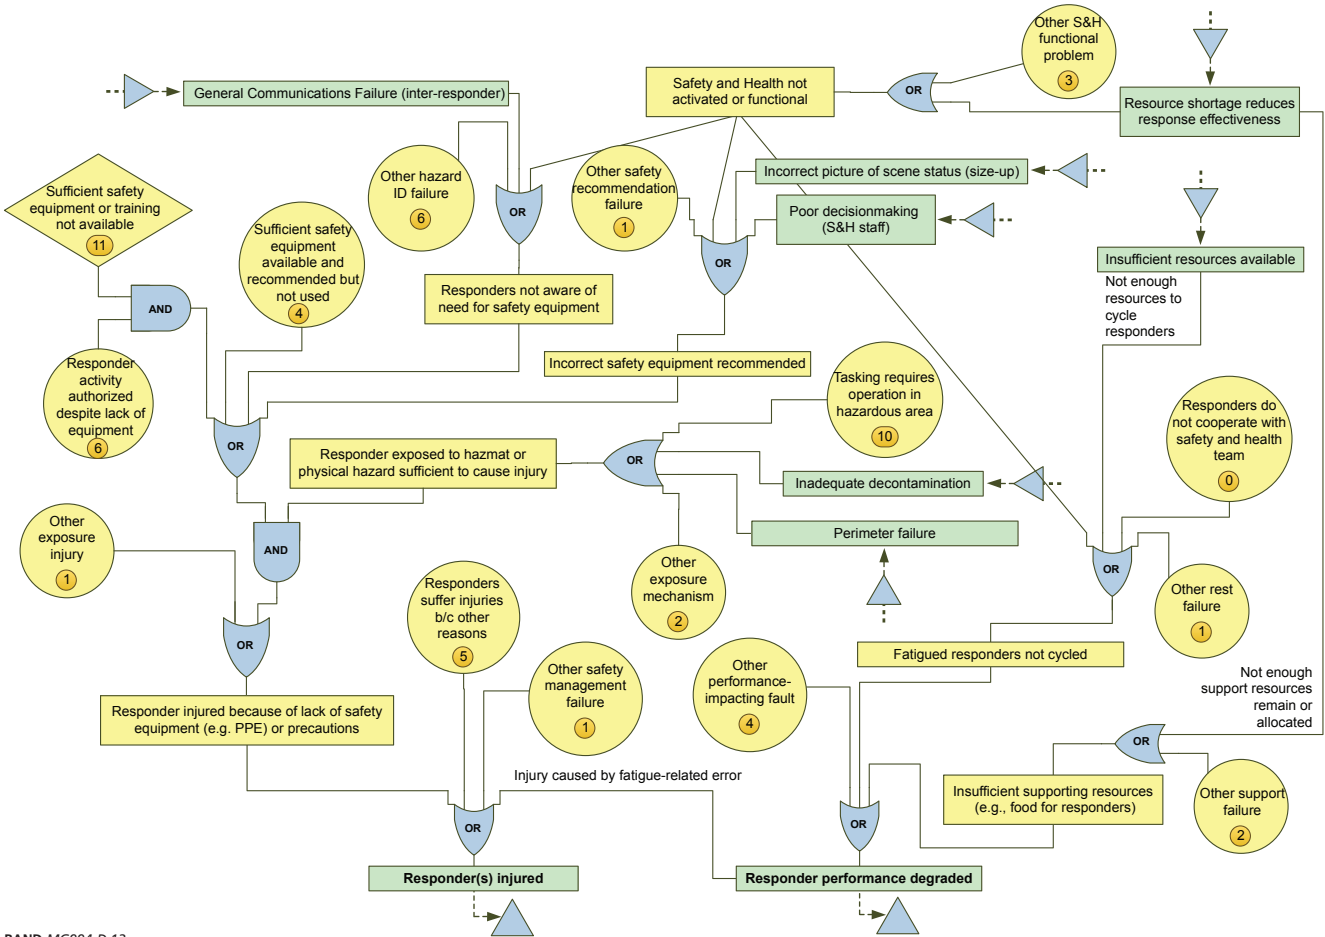 Other S&H
functional
problem
3
General Communications Failure (inter-responder)
Safety and Health not
activated or functional
OR
Resource shortage reduces
response effectiveness
Other hazard
ID failure
6
OR
Other safety
recommendation
failure
1
Incorrect picture of scene status (size-up)
Poor decisionmaking
(S&H staff)
OR
Sufficient safety
equipment or training
not available
11
Sufficient safety
equipment
available and
recommended but
not used
4
Insufficient resources available
Not enough
resources to
cycle
responders
Responders not aware of
need for safety equipment
AND
Incorrect safety equipment recommended
Responder
activity
authorized
despite lack of
equipment
6
Tasking requires
operation in
hazardous area
10
Responders do
not cooperate with
safety and health
team
0
OR
Responder exposed to hazmat or
physical hazard sufficient to cause injury
OR
Inadequate decontamination
Perimeter failure
Other
exposure
injury
1
AND
Other
exposure
mechanism
2
OR
Other rest
failure
1
Responders
suffer injuries
b/c other
reasons
5
OR
Other safety
management
failure
1
Other
performance-
impacting fault
4
Fatigued responders not cycled
Not enough
support resources
remain or
allocated
Responder injured because of lack of safety
equipment (e.g. PPE) or precautions
OR
Injury caused by fatigue-related error
Insufficient supporting resources
(e.g., food for responders)
Other support
failure
2
OR
OR
Responder(s) injured
Responder performance degraded
RAND MG994-D.13